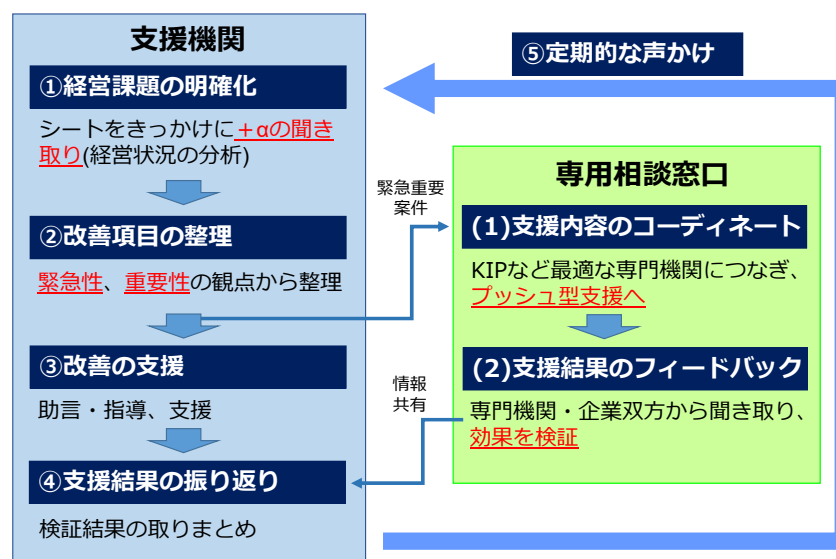 支援機関
①経営課題の明確化
シートをきっかけに＋αの聞き
取り(経営状況の分析)
②改善項目の整理
緊急性、重要性の観点から整理
③改善の支援
助言・指導、支援
④支援結果の振り返り
検証結果の取りまとめ
緊急重要
案件
情報
共有
⑤定期的な声かけ
専用相談窓口
(1)支援内容のコーディネート
KIPなど最適な専門機関につなぎ、
プッシュ型支援へ
(2)支援結果のフィードバック
専門機関・企業双方から聞き取り、
効果を検証